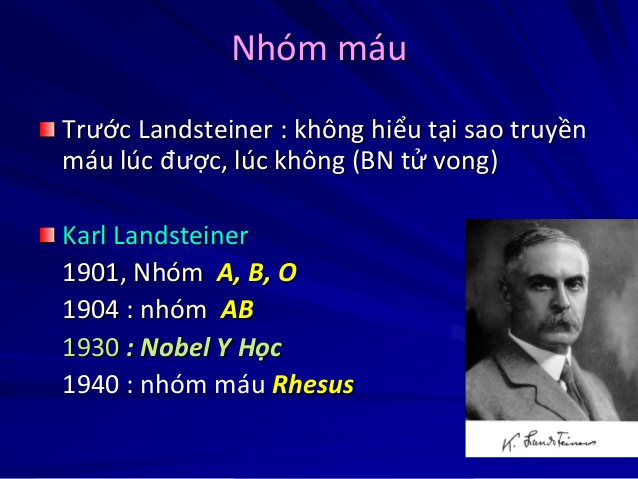 Nhóm máu
Trước Landsteiner : không hiểu tại sao truyền
máu lúc được, lúc không (BN tử vong)
Karl Landsteiner
1901, Nhóm A, B, O
1904 : nhóm AB
1930 : Nobel Y Học
1940 : nhóm máu Rhesus
K. Landsteiner